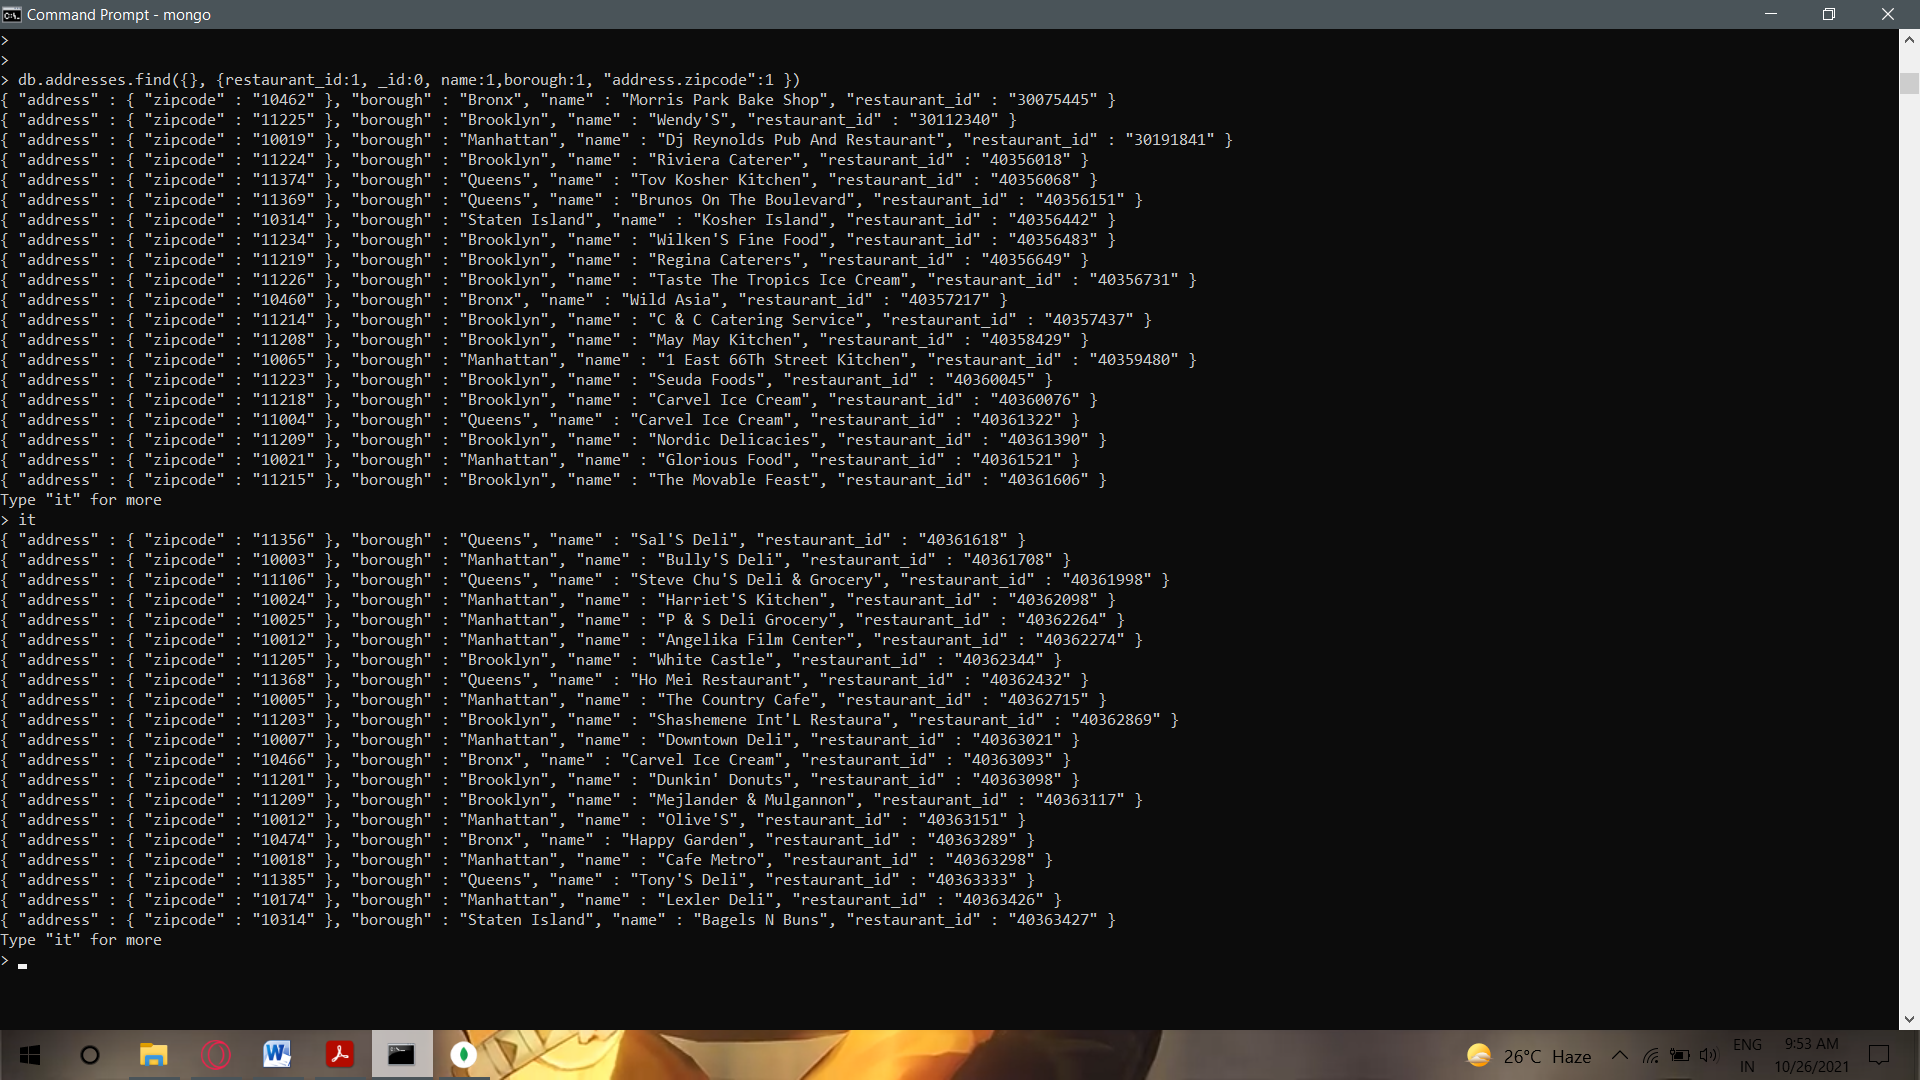 Command Prompt - mongo
>
>
> db.addresses.find({}, {restaurant_id:1, _id:0, name:1,borough:1, "address.zipcode":1 })
{ "address" : { "zipcode" : "10462" }, "borough" : "Bronx", "name" : "Morris Park Bake Shop", "restaurant_id" : "30075445" }
{ "address" : { "zipcode" : "11225" }, "borough" : "Brooklyn", "name" : "Wendy'S", "restaurant_id" : "30112340" }
{ "address" : { "zipcode" : "10019" }, "borough" : "Manhattan", "name" : "Dj Reynolds Pub And Restaurant", "restaurant_id" : "30191841" }
{ "address" : { "zipcode" : "11224" }, "borough" : "Brooklyn", "name" : "Riviera Caterer", "restaurant_id" : "40356018" }
{ "address" : { "zipcode" : "11374" }, "borough" : "Queens", "name" : "Tov Kosher Kitchen", "restaurant_id" : "40356068" }
{ "address" : { "zipcode" : "11369" }, "borough" : "Queens", "name" : "Brunos On The Boulevard", "restaurant_id" : "40356151" }
{ "address" : { "zipcode" : "10314" }, "borough" : "Staten Island", "name" : "Kosher Island", "restaurant_id" : "40356442" }
{ "address" : { "zipcode" : "11234" }, "borough" : "Brooklyn", "name" : "Wilken'S Fine Food", "restaurant_id" : "40356483" }
{ "address" : { "zipcode" : "11219" }, "borough" : "Brooklyn", "name" : "Regina Caterers", "restaurant_id" : "40356649" }
{ "address" : { "zipcode" : "11226" }, "borough" : "Brooklyn", "name" : "Taste The Tropics Ice Cream", "restaurant_id" : "40356731" }
{ "address" : { "zipcode" : "10460" }, "borough" : "Bronx", "name" : "Wild Asia", "restaurant_id" : "40357217" }
{ "address" : { "zipcode" : "11214" }, "borough" : "Brooklyn", "name" : "C & C Catering Service", "restaurant_id" : "40357437" }
{ "address" : { "zipcode" : "11208" }, "borough" : "Brooklyn", "name" : "May May Kitchen", "restaurant_id" : "40358429" }
{ "address" : { "zipcode" : "10065" }, "borough" : "Manhattan", "name" : "1 East 66Th Street Kitchen", "restaurant_id" : "40359480" }
{ "address" : { "zipcode" : "11223" }, "borough" : "Brooklyn", "name" : "Seuda Foods", "restaurant_id" : "40360045" }
{ "address" : { "zipcode" : "11218" }, "borough" : "Brooklyn", "name" : "Carvel Ice Cream", "restaurant_id" : "40360076" }
{ "address" : { "zipcode" : "11004" }, "borough" : "Queens", "name" : "Carvel Ice Cream", "restaurant_id" : "40361322" }
{ "address" : { "zipcode" : "11209" }, "borough" : "Brooklyn", "name" : "Nordic Delicacies", "restaurant_id" : "40361390" }
{ "address" : { "zipcode" : "10021" }, "borough" : "Manhattan", "name" : "Glorious Food", "restaurant_id" : "40361521" }
{ "address" : { "zipcode" : "11215" }, "borough" : "Brooklyn", "name" : "The Movable Feast", "restaurant_id" : "40361606" }
Type "it" for more
> it
{ "address" : { "zipcode" : "11356" }, "borough" : "Queens", "name" : "Sal'S Deli", "restaurant_id" : "40361618" }
{ "address" : { "zipcode" : "10003" }, "borough" : "Manhattan", "name" : "Bully'S Deli", "restaurant_id" : "40361708" }
{ "address" : { "zipcode" : "11106" }, "borough" : "Queens", "name" : "Steve Chu'S Deli & Grocery", "restaurant_id" : "40361998" }
{ "address" : { "zipcode" : "10024" }, "borough" : "Manhattan", "name" : "Harriet'S Kitchen", "restaurant_id" : "40362098" }
{ "address" : { "zipcode" : "10025" }, "borough" : "Manhattan", "name" : "P & S Deli Grocery", "restaurant_id" : "40362264" }
{ "address" : { "zipcode" : "10012" }, "borough" : "Manhattan", "name" : "Angelika Film Center", "restaurant_id" : "40362274" }
{ "address" : { "zipcode" : "11205" }, "borough" : "Brooklyn", "name" : "White Castle", "restaurant_id" : "40362344" }
{ "address" : { "zipcode" : "11368" }, "borough" : "Queens", "name" : "Ho Mei Restaurant", "restaurant_id" : "40362432" }
{ "address" : { "zipcode" : "10005" }, "borough" : "Manhattan", "name" : "The Country Cafe", "restaurant_id" : "40362715" }
{ "address" : { "zipcode" : "11203" }, "borough" : "Brooklyn", "name" : "Shashemene Int'L Restaura", "restaurant_id" : "40362869" }
{ "address" : { "zipcode" : "10007" }, "borough" : "Manhattan", "name" : "Downtown Deli", "restaurant_id" : "40363021" }
{ "address" : { "zipcode" : "10466" }, "borough" : "Bronx", "name" : "Carvel Ice Cream", "restaurant_id" : "40363093" }
{ "address" : { "zipcode" : "11201" }, "borough" : "Brooklyn", "name" : "Dunkin' Donuts", "restaurant_id" : "40363098" }
{ "address" : { "zipcode" : "11209" }, "borough" : "Brooklyn", "name" : "Mejlander & Mulgannon", "restaurant_id" : "40363117" }
{ "address" : { "zipcode" : "10012" }, "borough" : "Manhattan", "name" : "Olive'S", "restaurant_id" : "40363151" }
{ "address" : { "zipcode" : "10474" }, "borough" : "Bronx", "name" : "Happy Garden", "restaurant_id" : "40363289" }
{ "address" : { "zipcode" : "10018" }, "borough" : "Manhattan", "name" : "Cafe Metro", "restaurant_id" : "40363298" }
{ "address" : { "zipcode" : "11385" }, "borough" : "Queens", "name" : "Tony'S Deli", "restaurant_id" : "40363333" }
{ "address" : { "zipcode" : "10174" }, "borough" : "Manhattan", "name" : "Lexler Deli", "restaurant_id" : "40363426" }
{ "address" : { "zipcode" : "10314" }, "borough" : "Staten Island", "name" : "Bagels N Buns", "restaurant_id" : "40363427" }
Type "it" for more
>
26°C Haze
ENG
IN
9:53 AM
10/26/2021